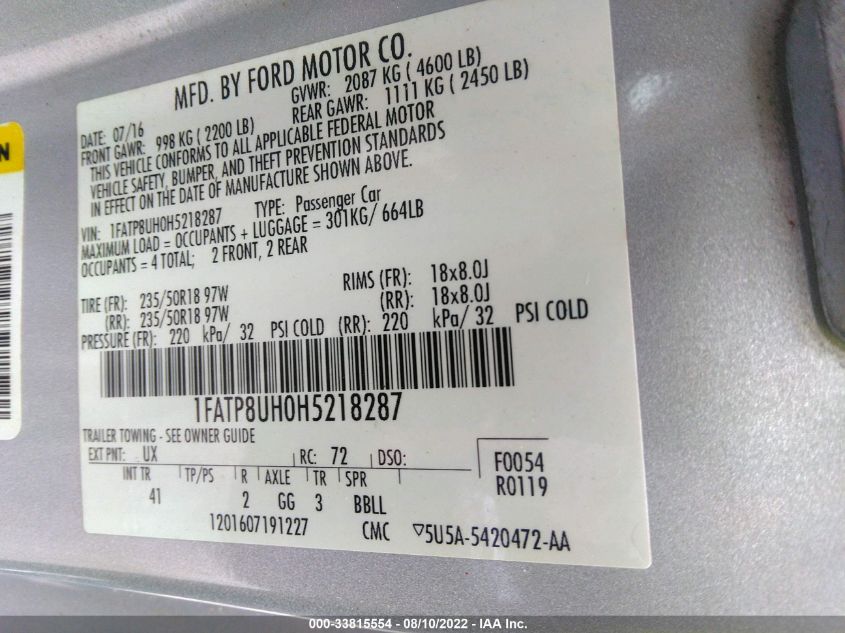 MFD. BY FORD MOTOR CO.
DATE: 07/16 GVWR: 2087 KG ( 4600 LB)
FRONT GAWR: 998 KG ( 2200 LB) REAR GAWR: 1111 KG ( 2450 LB)
THIS VEHICLE CONFORMS TO ALL APPLICABLE FEDERAL MOTOR
VEHICLE SAFETY, BUMPER, AND THEFT PREVENTION STANDARDS
IN EFFECT ON THE DATE OF MANUFACTURE SHOWN ABOVE.
VIN: 1FATP8UH0H5218287 TYPE: Passenger Car
MAXIMUM LOAD = OCCUPANTS + LUGGAGE = 301KG/ 664LB
OCCUPANTS = 4 TOTAL; 2 FRONT, 2 REAR
TIRE (FR): 235/50R18 97W RIMS (FR): 18x8.0J
(RR): 235/50R18 97W (RR): 18x8.0J
PRESSURE (FR): 220 kPa/ 32 PSI COLD (RR): 220 kPa/ 32 PSI COLD
1FATP8UH0H5218287
TRAILER TOWING - SEE OWNER GUIDE
EXT PNT: UX RC: 72 DSO: F0054
INT TR TP/PS R AXLE TR SPR R0119
41 2 GG 3 BBLL
1201607191227 CMC ▽5U5A-5420472-AA
N
000-33815554 - 08/10/2022 - IAA Inc.